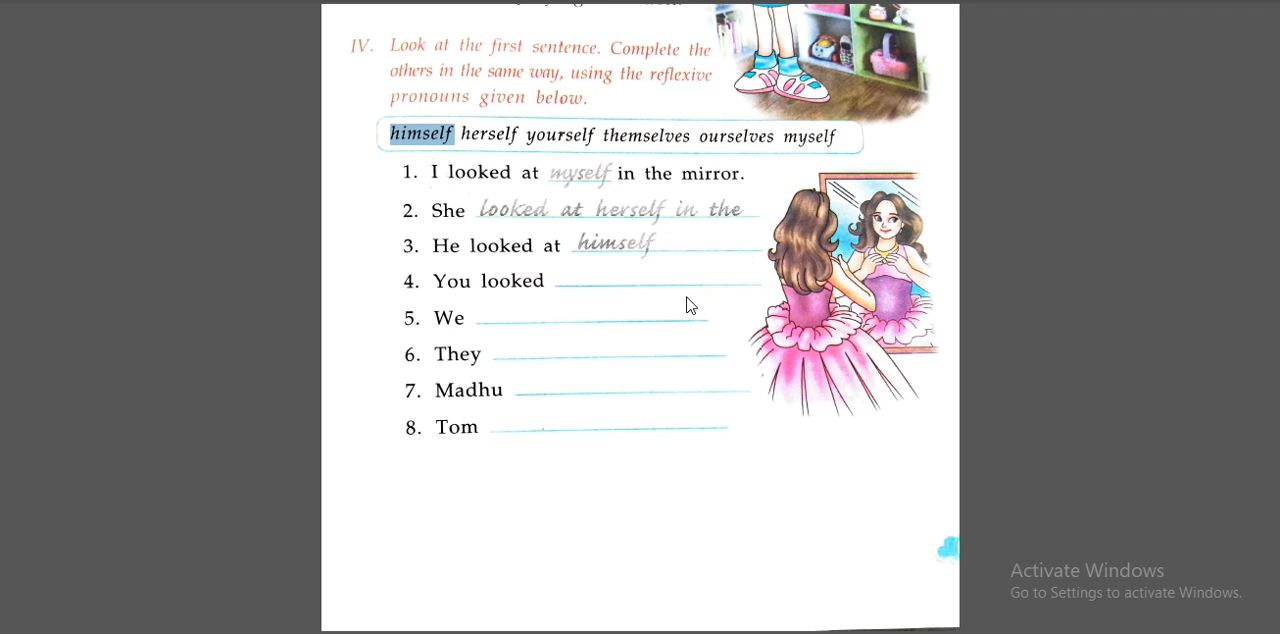 IV. Look at the first sentence. Complete the
others in the same way, using the reflexive
pronouns given below.
himself herself yourself themselves ourselves myself
1. I looked at myself in the mirror.
2. She looked at herself in the
3. He looked at himself
4. You looked
5. We
6. They
7. Madhu
8. Tom
Activate Windows
Go to Settings to activate Windows.